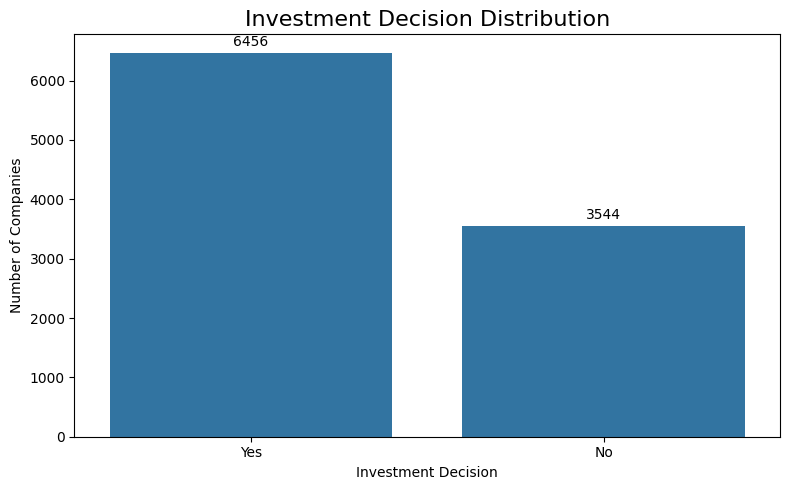 Investment Decision Distribution
6456
6000
5000
4000
3544
3000
2000
1000
0
Number of Companies
Yes
No
Investment Decision